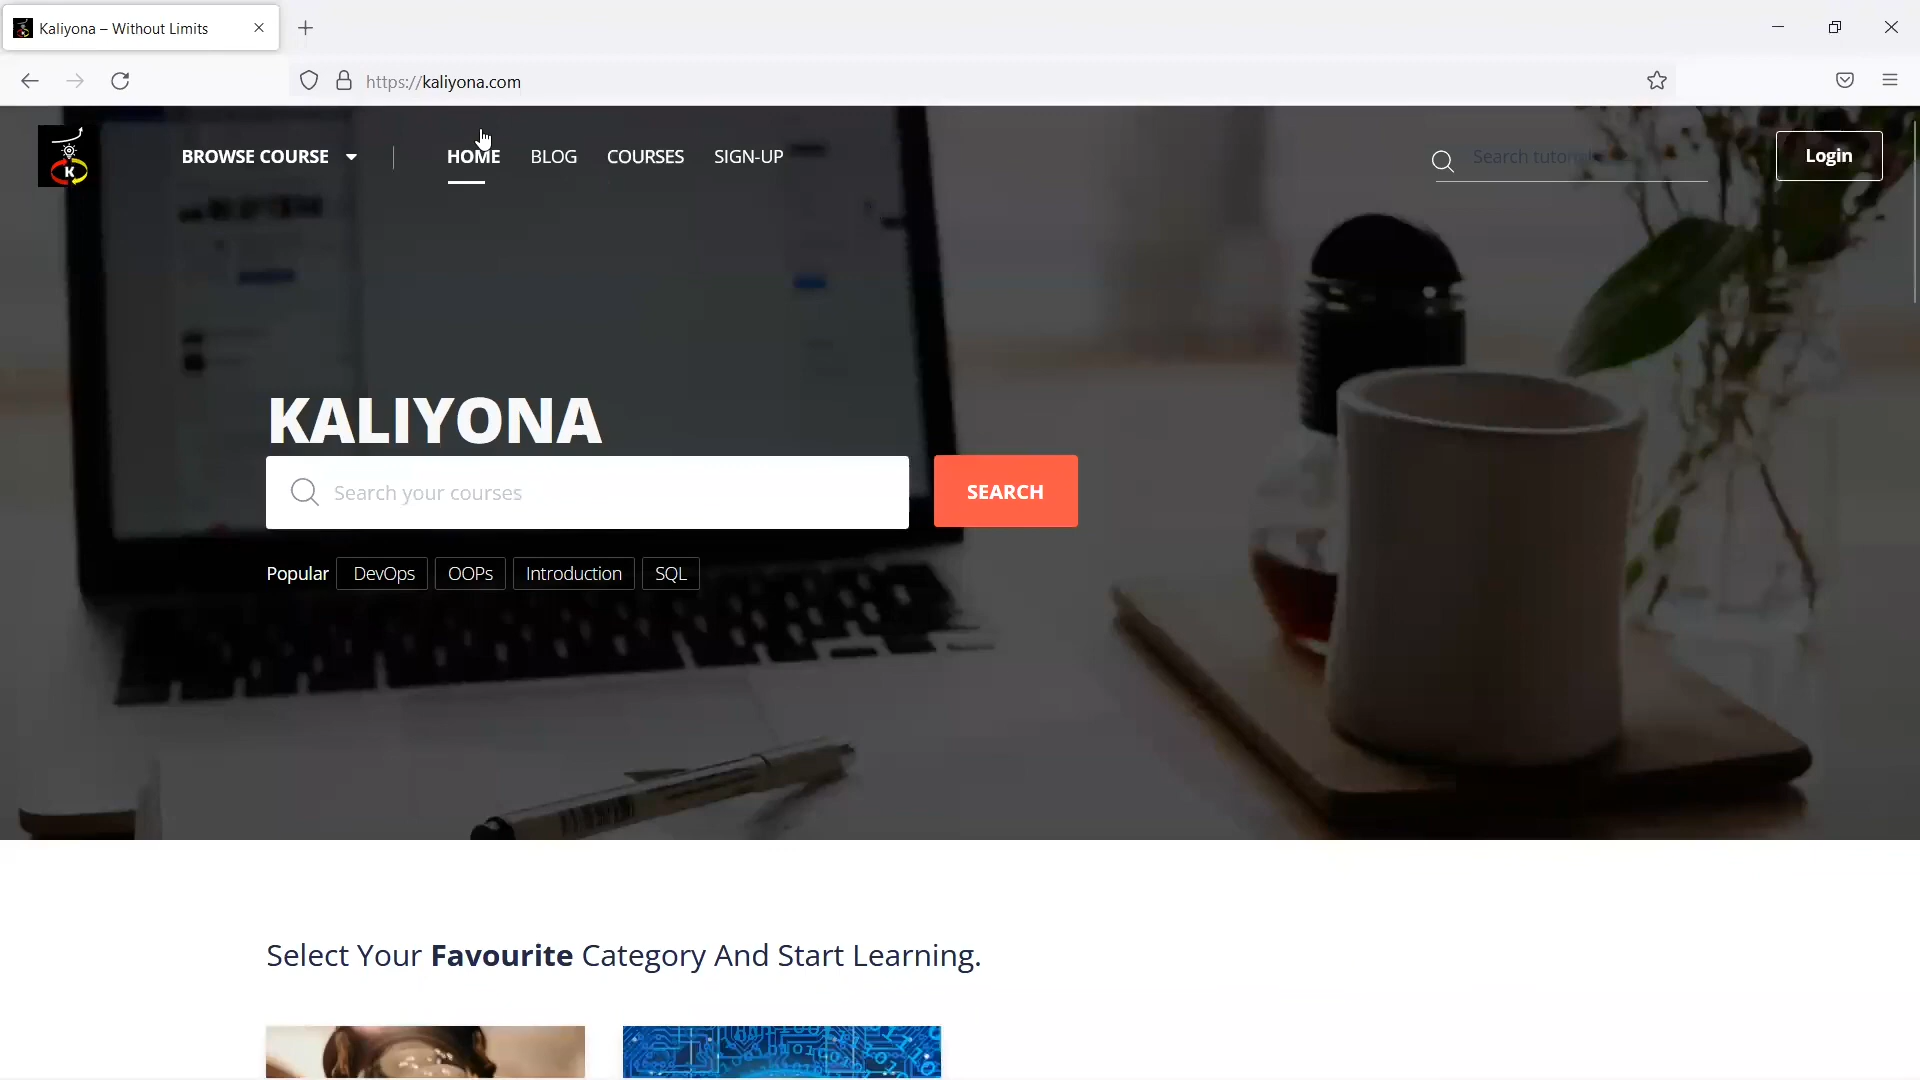 Kaliyona – Without Limits
https://kaliyona.com
K
BROWSE COURSE
HOME
BLOG
COURSES
SIGN-UP
Search
Login
KALIYONA
Search your courses
SEARCH
Popular
DevOps
OOPs
Introduction
SQL
Select Your Favourite Category And Start Learning.